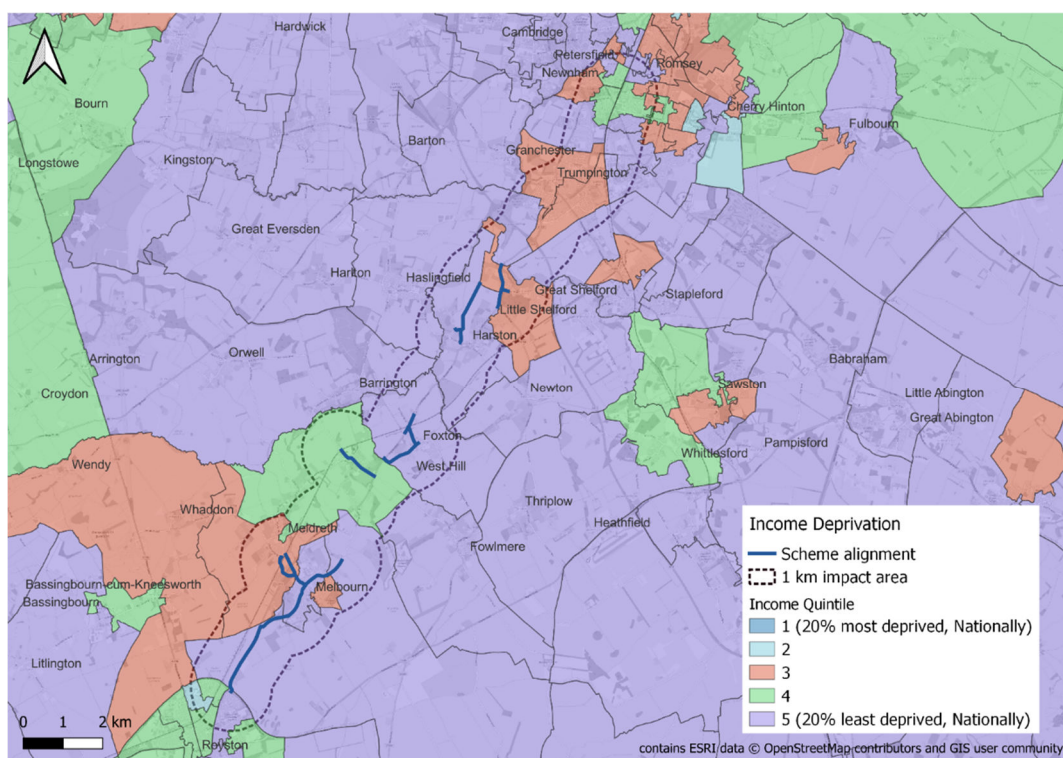 Hardwick
Cambridge
Petersfield
Romsey
Newnham
Bourn
Cherry Hinton
Fulbourn
Barton
Granchester
Longstowe
Kingston
Trumpington
Great Eversden
Harlton
Haslingfield
Great Shelford
Stapleford
Little Shelford
Harston
Orwell
Arrington
Babraham
Barrington
Newton
Sawston
Croydon
Little Abington
Great Abington
Foxton
Pampisford
West Hill
Whittlesford
Wendy
Thriplow
Whaddon
Heathfield
Meldreth
Fowlmere
Bassingbourn-cum-Kneesworth
Melbourn
Bassingbourn
Litlington
Royston
Income Deprivation
Scheme alignment
1 km impact area
Income Quintile
1 (20% most deprived, Nationally)
2
3
4
5 (20% least deprived, Nationally)
0 1 2 km
contains ESRI data © OpenStreetMap contributors and GIS user community